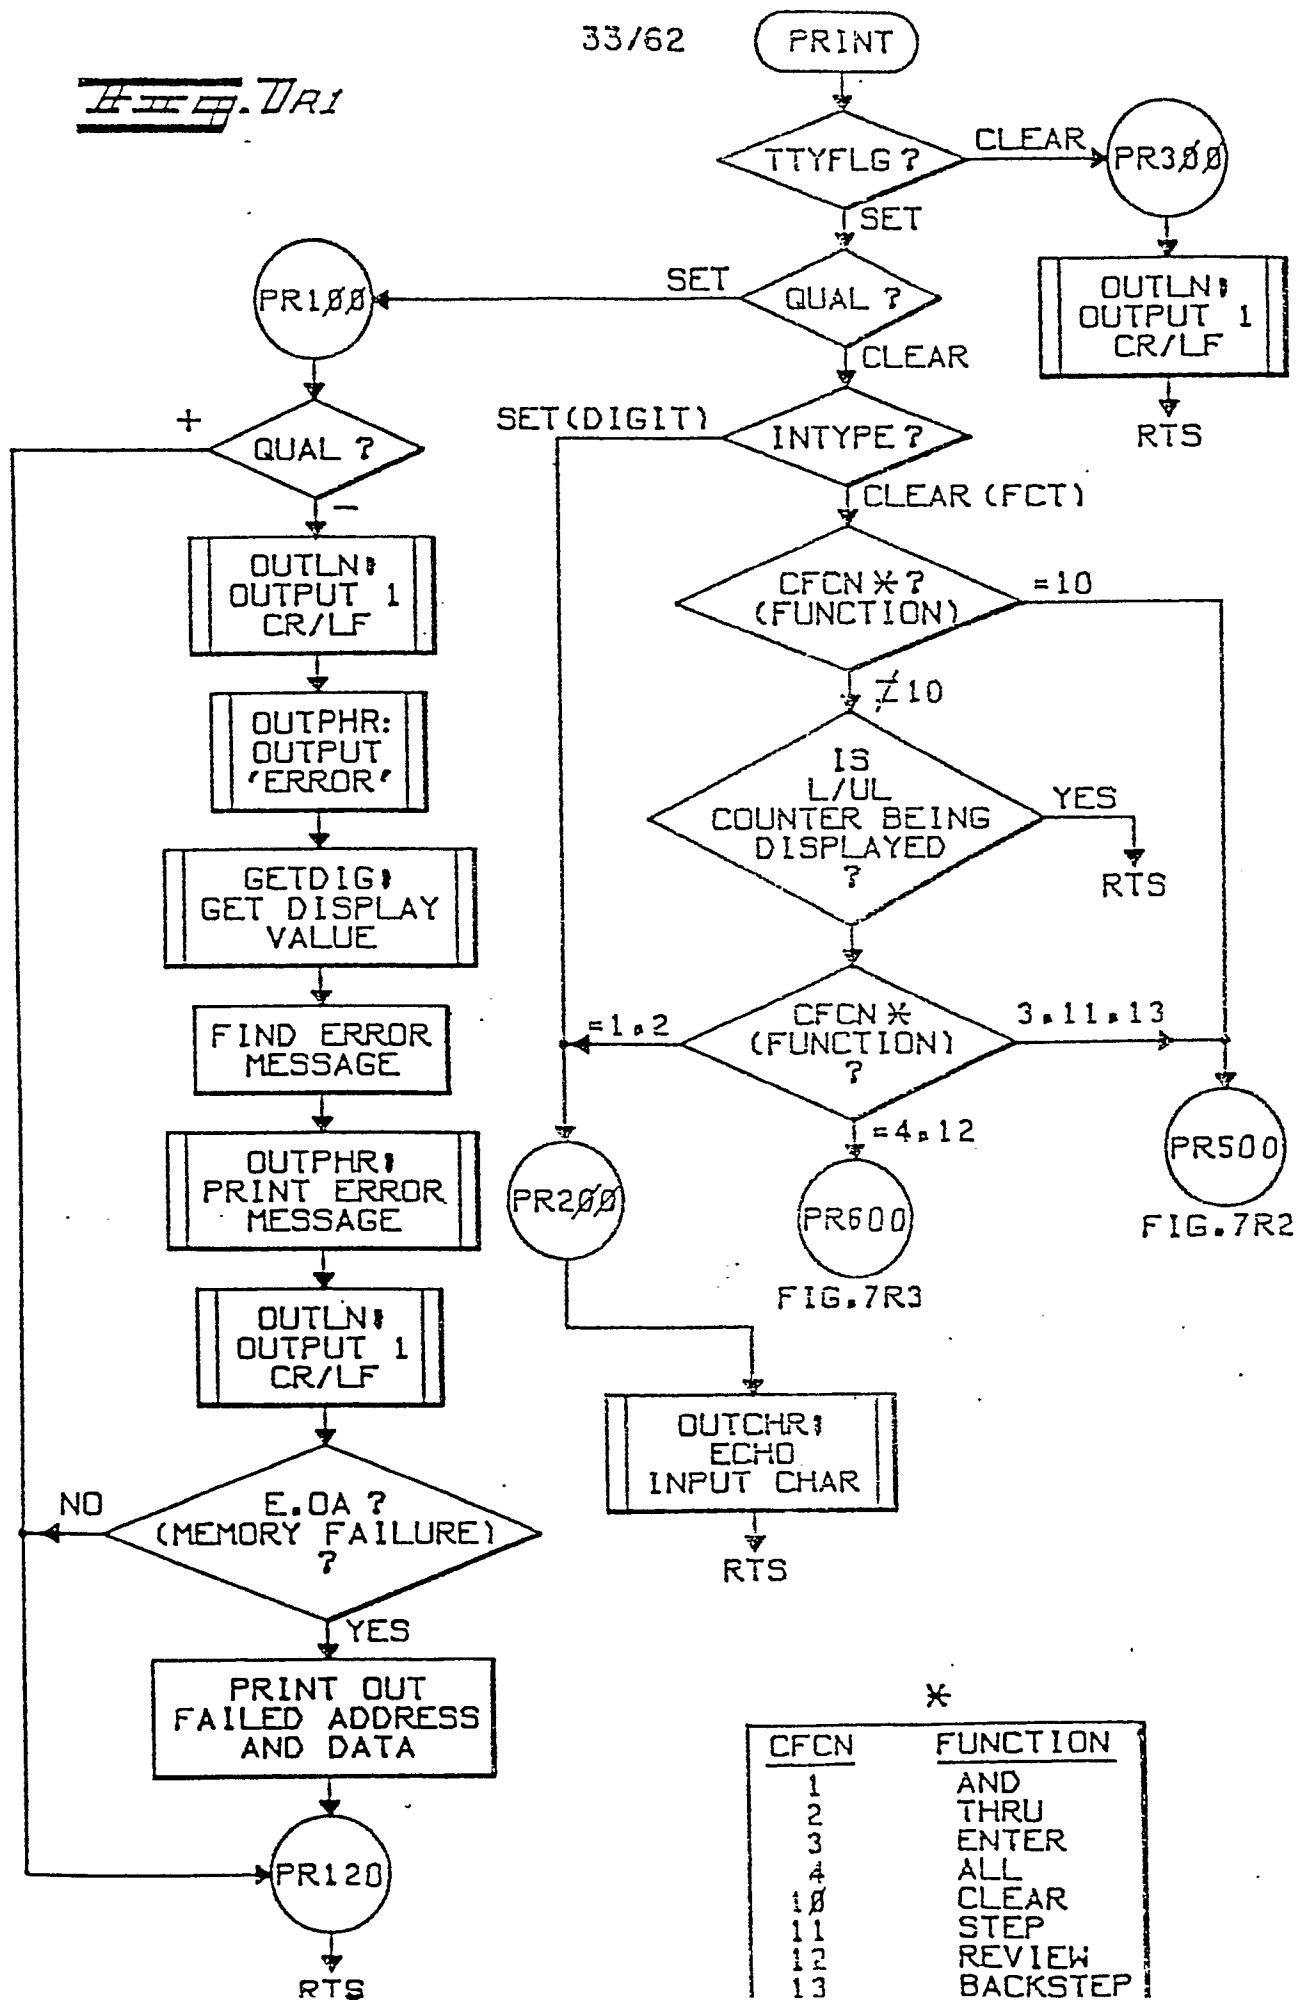 33/62
PRINT
Fig. 7R1
TTYFLG ?
CLEAR
PR3ØØ
SET
OUTLN:
OUTPUT 1
CR/LF
RTS
QUAL ?
SET
PR1ØØ
CLEAR
INTYPE ?
SET(DIGIT)
CLEAR (FCT)
QUAL ?
+
-
OUTLN:
OUTPUT 1
CR/LF
OUTPHR:
OUTPUT
'ERROR'
GETDIG:
GET DISPLAY
VALUE
FIND ERROR
MESSAGE
OUTPHR:
PRINT ERROR
MESSAGE
OUTLN:
OUTPUT 1
CR/LF
E.0A ?
(MEMORY FAILURE)
?
NO
YES
PRINT OUT
FAILED ADDRESS
AND DATA
PR120
RTS
CFCN * ?
(FUNCTION)
=10
≠10
IS
L/UL
COUNTER BEING
DISPLAYED
?
YES
RTS
CFCN *
(FUNCTION)
?
=1,2
3,11,13
=4,12
PR2ØØ
PR600
FIG.7R3
PR500
FIG.7R2
OUTCHR:
ECHO
INPUT CHAR
RTS
*
CFCN FUNCTION
1 AND
2 THRU
3 ENTER
4 ALL
1Ø CLEAR
11 STEP
12 REVIEW
13 BACKSTEP